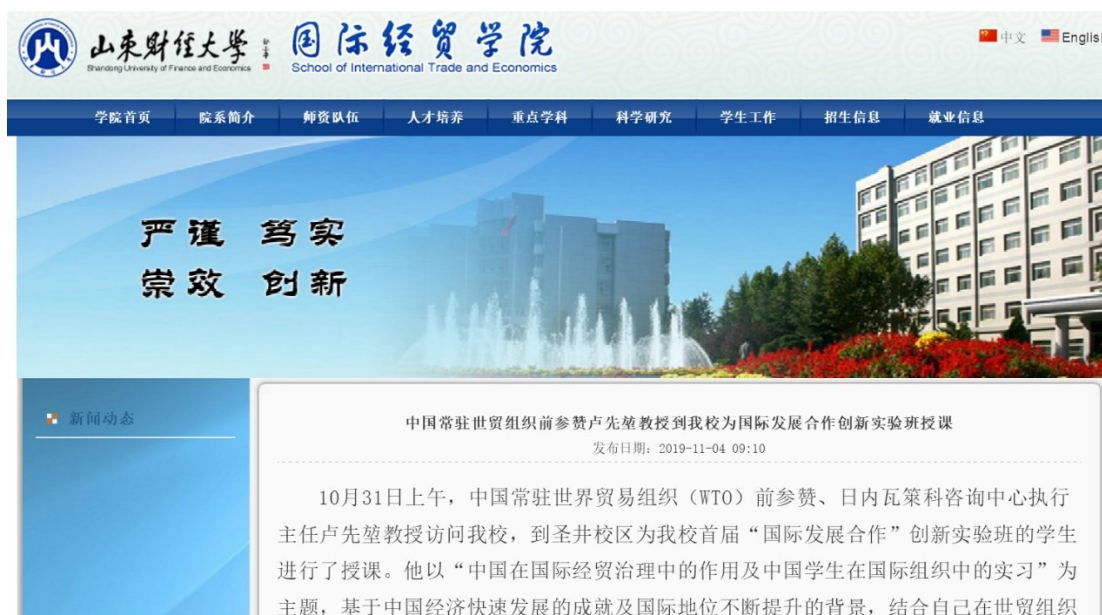 山东财经大学
Shandong University of Finance and Economics
国际经贸学院
School of International Trade and Economics
中文 English
学院首页 院系简介 师资队伍 人才培养 重点学科 科学研究 学生工作 招生信息 就业信息
严谨 笃实
崇效 创新
新闻动态
中国常驻世贸组织前参赞卢先堃教授到我校为国际发展合作创新实验班授课
发布日期：2019-11-04 09:10
10月31日上午，中国常驻世界贸易组织（WTO）前参赞、日内瓦策科咨询中心执行
主任卢先堃教授访问我校，到圣井校区为我校首届“国际发展合作”创新实验班的学生
进行了授课。他以“中国在国际经贸治理中的作用及中国学生在国际组织中的实习”为
主题，基于中国经济快速发展的成就及国际地位不断提升的背景，结合自己在世贸组织